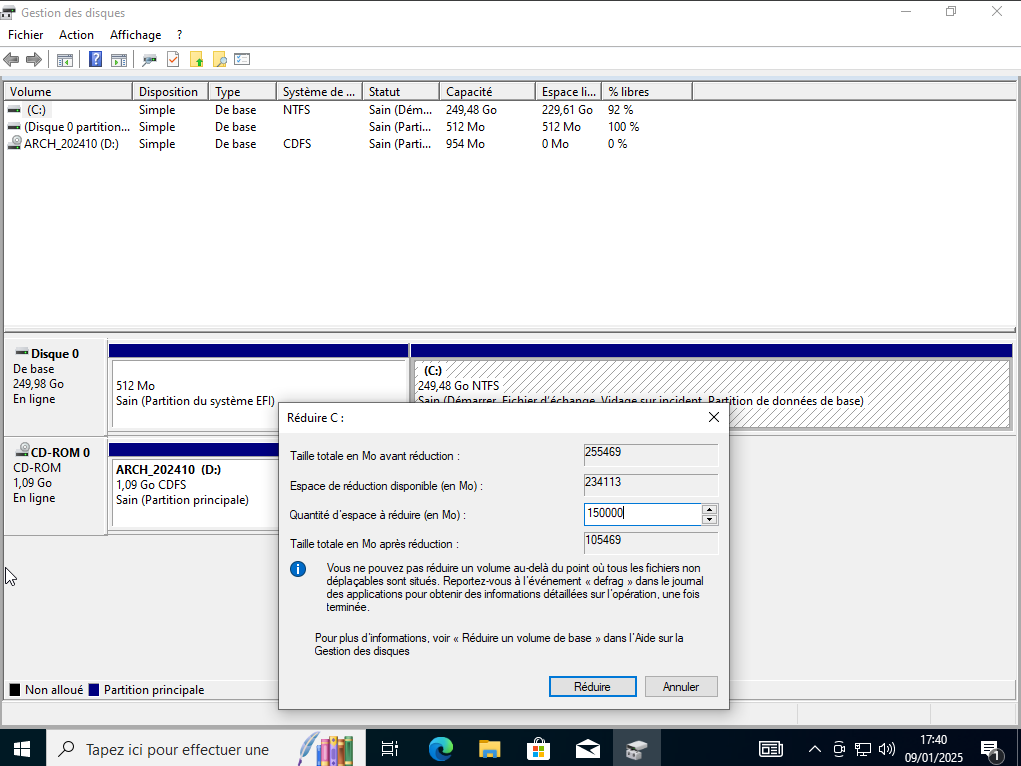 Gestion des disques
Fichier Action Affichage ?
Volume Disposition Type Système de ... Statut Capacité Espace li... % libres
(C:) Simple De base NTFS Sain (Dém... 249,48 Go 229,61 Go 92 %
(Disque 0 partition... Simple De base Sain (Parti... 512 Mo 512 Mo 100 %
ARCH_202410 (D:) Simple De base CDFS Sain (Parti... 954 Mo 0 Mo 0 %
Disque 0
De base
249,98 Go
En ligne
512 Mo
Sain (Partition du système EFI)
(C:)
249,48 Go NTFS
Sain (Démarrer, Fichier d'échange, Vidage sur incident, Partition de données de base)
CD-ROM 0
CD-ROM
1,09 Go
En ligne
ARCH_202410 (D:)
1,09 Go CDFS
Sain (Partition principale)
Réduire C :
Taille totale en Mo avant réduction : 255469
Espace de réduction disponible (en Mo) : 234113
Quantité d'espace à réduire (en Mo) : 150000
Taille totale en Mo après réduction : 105469
Vous ne pouvez pas réduire un volume au-delà du point où tous les fichiers non
déplaçables sont situés. Reportez-vous à l'événement « defrag » dans le journal
des applications pour obtenir des informations détaillées sur l'opération, une fois
terminée.
Pour plus d'informations, voir « Réduire un volume de base » dans l'Aide sur la
Gestion des disques
Réduire Annuler
Non alloué Partition principale
Tapez ici pour effectuer une
17:40
09/01/2025
1